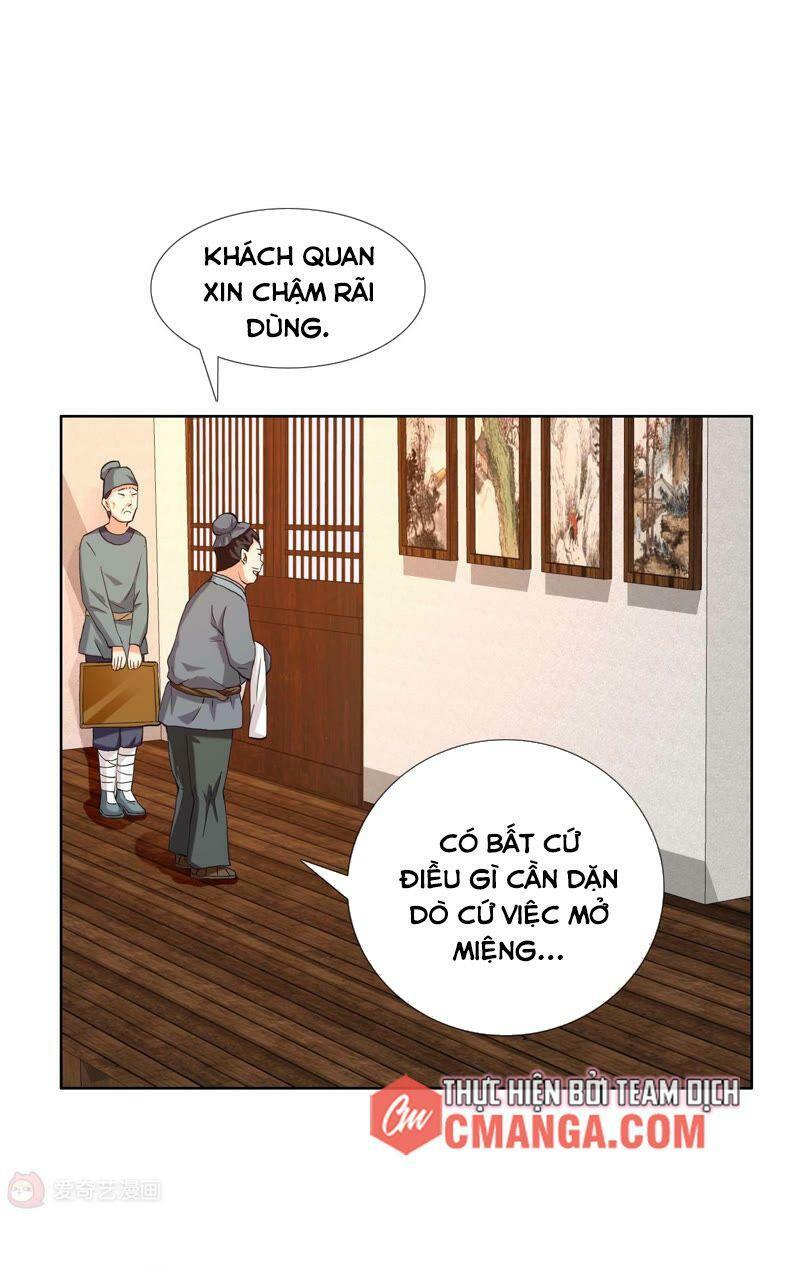 KHÁCH QUAN
XIN CHẬM RÃI
DÙNG.
CÓ BẤT CỨ
ĐIỀU GÌ CẦN DẶN
DÒ CỨ VIỆC MỞ
MIỆNG...
CM
THỰC HIỆN BỞI TEAM DỊCH
CMANGA.COM
爱奇艺漫画